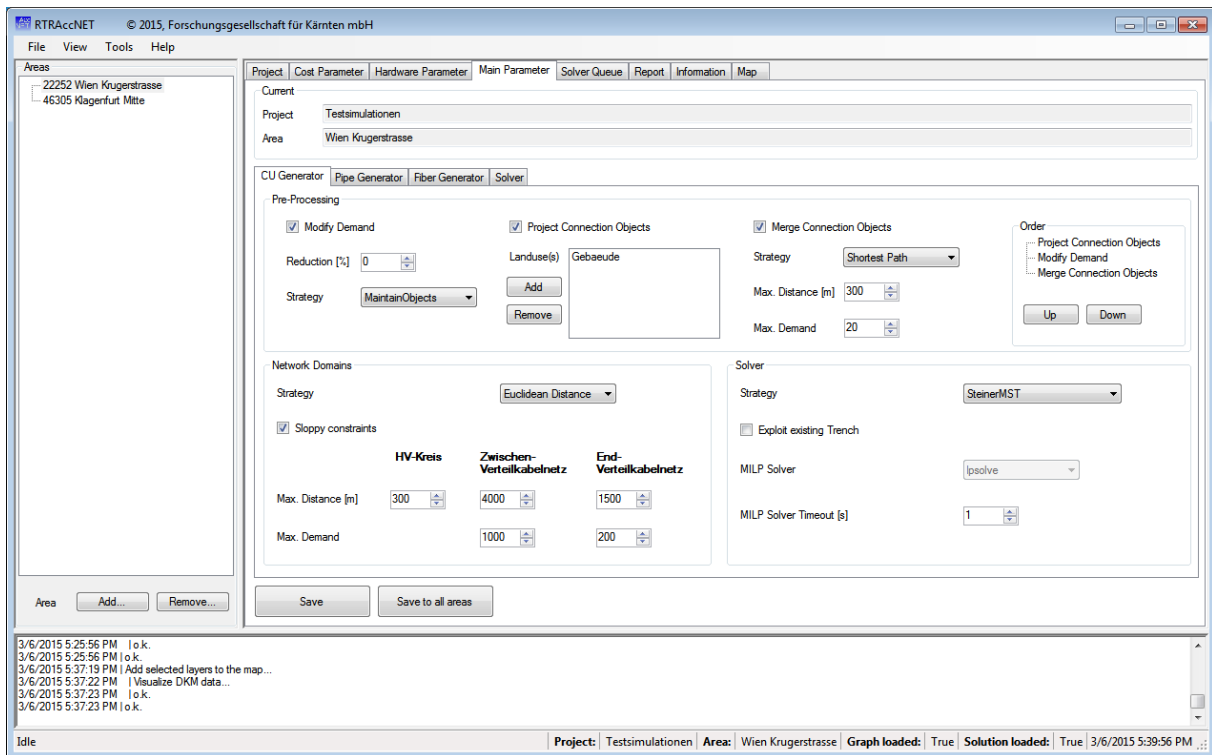 RTRAccNET © 2015, Forschungsgesellschaft für Kärnten mbH
File View Tools Help
Areas
22252 Wien Krugerstrasse
46305 Klagenfurt Mitte
Project Cost Parameter Hardware Parameter Main Parameter Solver Queue Report Information Map
Current
Project Testsimulationen
Area Wien Krugerstrasse
CU Generator Pipe Generator Fiber Generator Solver
Pre-Processing
Modify Demand
Reduction [%] 0
Strategy MaintainObjects
Project Connection Objects
Landuse(s) Gebaeude
Add
Remove
Merge Connection Objects
Strategy Shortest Path
Max. Distance [m] 300
Max. Demand 20
Order
Project Connection Objects
Modify Demand
Merge Connection Objects
Up Down
Network Domains
Strategy Euclidean Distance
Sloppy constraints
HV-Kreis Zwischen- End-
Verteilkabelnetz Verteilkabelnetz
Max. Distance [m] 300 4000 1500
Max. Demand 1000 200
Solver
Strategy SteinerMST
Exploit existing Trench
MILP Solver lpsolve
MILP Solver Timeout [s] 1
Area Add... Remove...
Save Save to all areas
3/6/2015 5:25:56 PM | o.k.
3/6/2015 5:25:56 PM | o.k.
3/6/2015 5:37:19 PM | Add selected layers to the map...
3/6/2015 5:37:22 PM | Visualize DKM data...
3/6/2015 5:37:23 PM | o.k.
3/6/2015 5:37:23 PM | o.k.
Idle Project: Testsimulationen Area: Wien Krugerstrasse Graph loaded: True Solution loaded: True 3/6/2015 5:39:56 PM